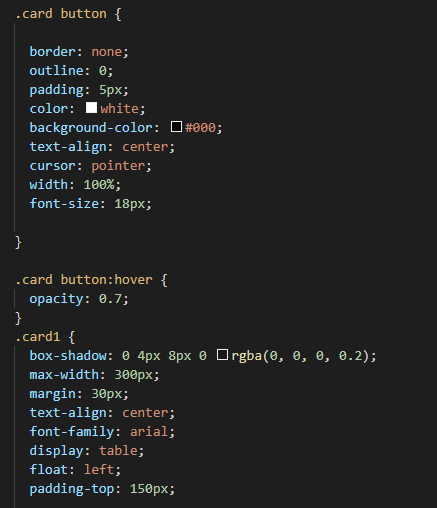 .card button {
border: none;
outline: 0;
padding: 5px;
color: white;
background-color: #000;
text-align: center;
cursor: pointer;
width: 100%;
font-size: 18px;
}
.card button:hover {
opacity: 0.7;
}
.card1 {
box-shadow: 0 4px 8px 0 rgba(0, 0, 0, 0.2);
max-width: 300px;
margin: 30px;
text-align: center;
font-family: arial;
display: table;
float: left;
padding-top: 150px;